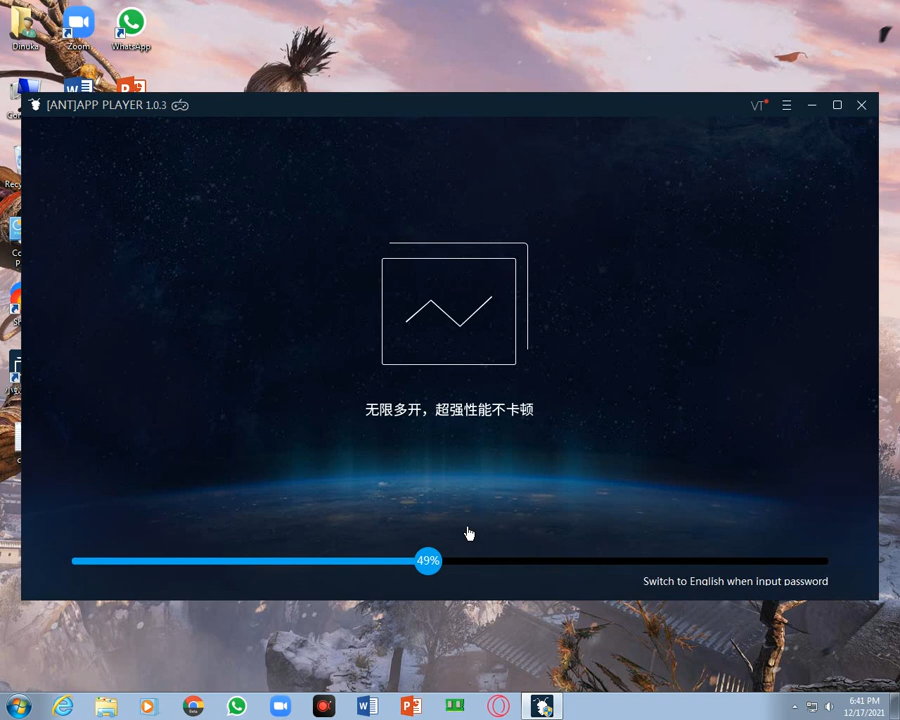 Dinuka
Zoom
WhatsApp
[ANT]APP PLAYER 1.0.3
VT
无限多开，超强性能不卡顿
49%
Switch to English when input password
6:41 PM
12/17/2021